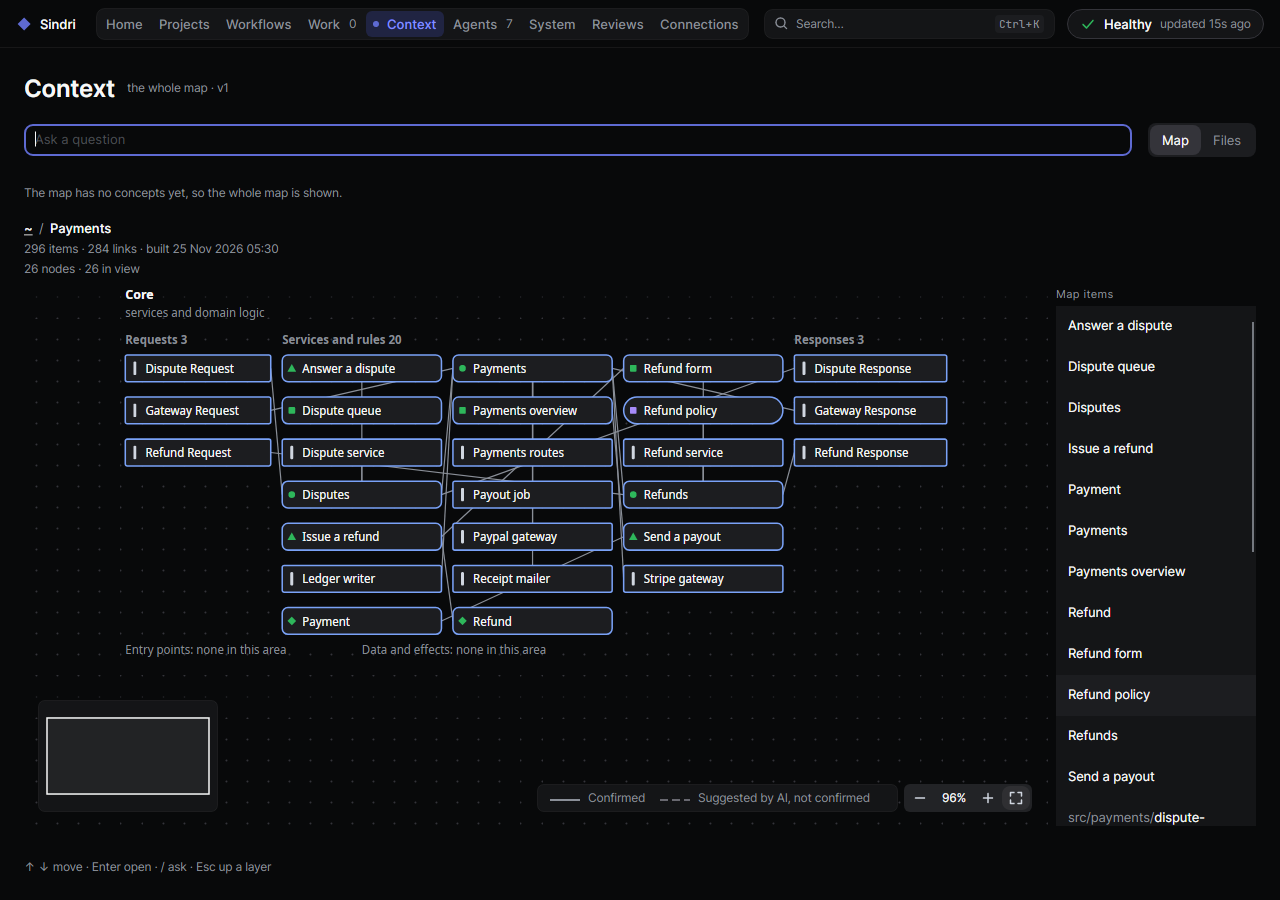 Sindri
Home Projects Workflows Work 0 Context Agents 7 System Reviews Connections
Search... Ctrl+K
Healthy updated 15s ago
Context the whole map · v1
Ask a question
Map Files
The map has no concepts yet, so the whole map is shown.
~ / Payments
296 items · 284 links · built 25 Nov 2026 05:30
26 nodes · 26 in view
Core
services and domain logic
Requests 3
Dispute Request
Gateway Request
Refund Request
Services and rules 20
Answer a dispute
Dispute queue
Dispute service
Disputes
Issue a refund
Ledger writer
Payment
Payments
Payments overview
Payments routes
Payout job
Paypal gateway
Receipt mailer
Refund
Refund form
Refund policy
Refund service
Refunds
Send a payout
Stripe gateway
Responses 3
Dispute Response
Gateway Response
Refund Response
Entry points: none in this area
Data and effects: none in this area
Confirmed
Suggested by AI, not confirmed
− 96% +
Map items
Answer a dispute
Dispute queue
Disputes
Issue a refund
Payment
Payments
Payments overview
Refund
Refund form
Refund policy
Refunds
Send a payout
src/payments/dispute-
↑ ↓ move · Enter open · / ask · Esc up a layer